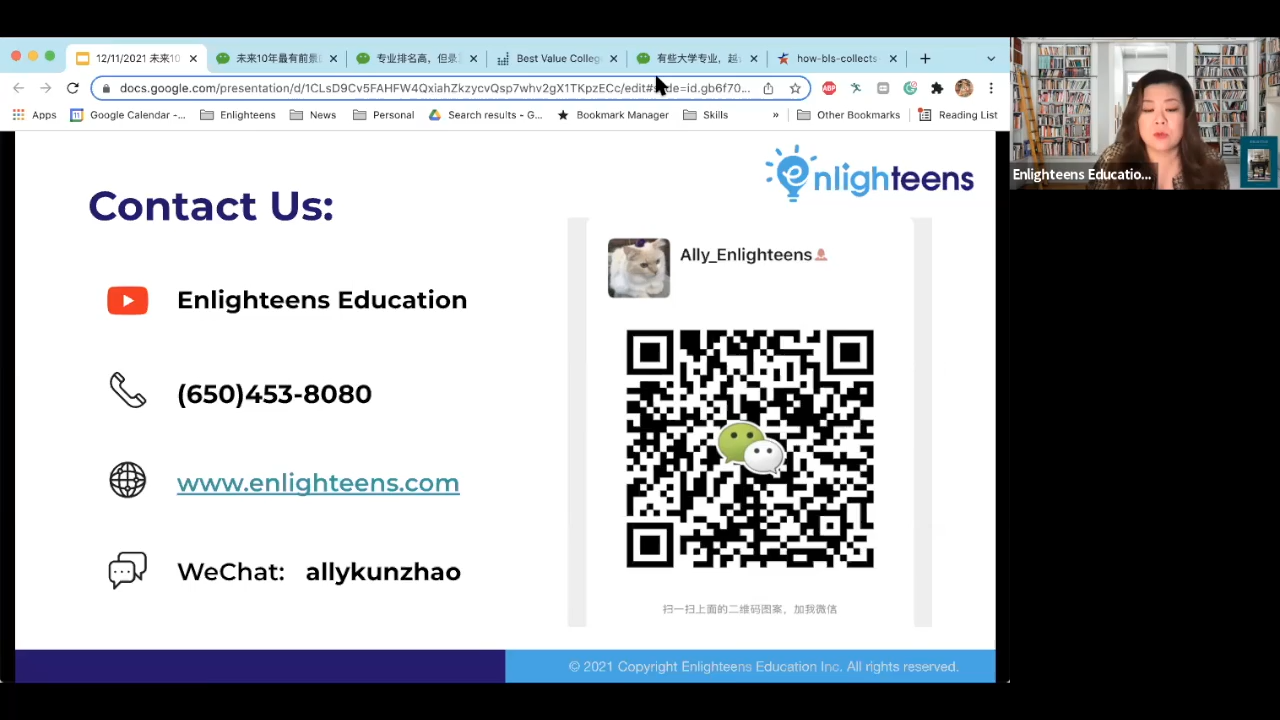 12/11/2021 未来10
未来10年最有前景
专业排名高，但录
Best Value Colleg
有些大学专业，越
how-bls-collects
docs.google.com/presentation/d/1CLsD9Cv5FAHFW4QxiahZkzycvQsp7whv2gX1TKpzECc/edit#s
de=id.gb6f70...
Apps
Google Calendar -...
Enlighteens
News
Personal
Search results - G...
Bookmark Manager
Skills
»
Other Bookmarks
Reading List
Enlighteens Educatio...
enlighteens
Contact Us:
Ally_Enlighteens
Enlighteens Education
(650)453-8080
www.enlighteens.com
WeChat: allykunzhao
扫一扫上面的二维码图案，加我微信
© 2021 Copyright Enlighteens Education Inc. All rights reserved.